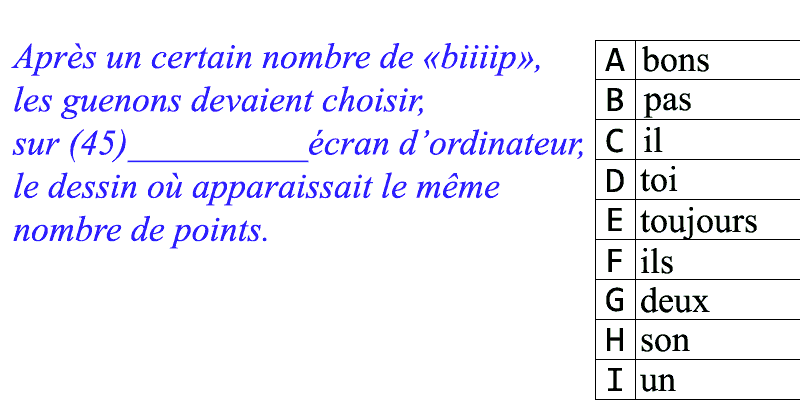 Après un certain nombre de «biiiip»,
les guenons devaient choisir,
sur (45)__________écran d’ordinateur,
le dessin où apparaissait le même
nombre de points.
A bons
B pas
C il
D toi
E toujours
F ils
G deux
H son
I un